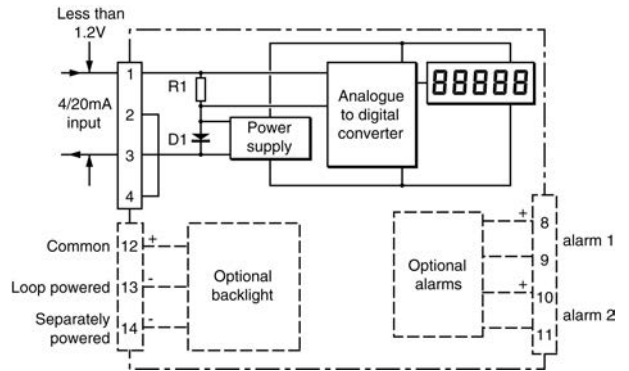 Less than
1.2V
4/20mA
input
1
2
3
4
R1
D1
Power
supply
Analogue
to digital
converter
88888
Common
Loop powered
Separately
powered
12
13
14
+
-
-
Optional
backlight
Optional
alarms
+
+
8
9
10
11
alarm 1
alarm 2